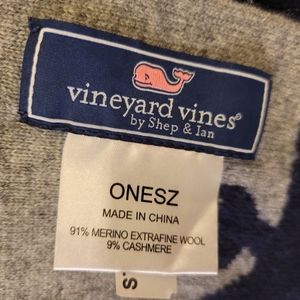 vineyard vines®
by Shep & Ian
ONESZ
MADE IN CHINA
91% MERINO EXTRAFINE WOOL
9% CASHMERE
S